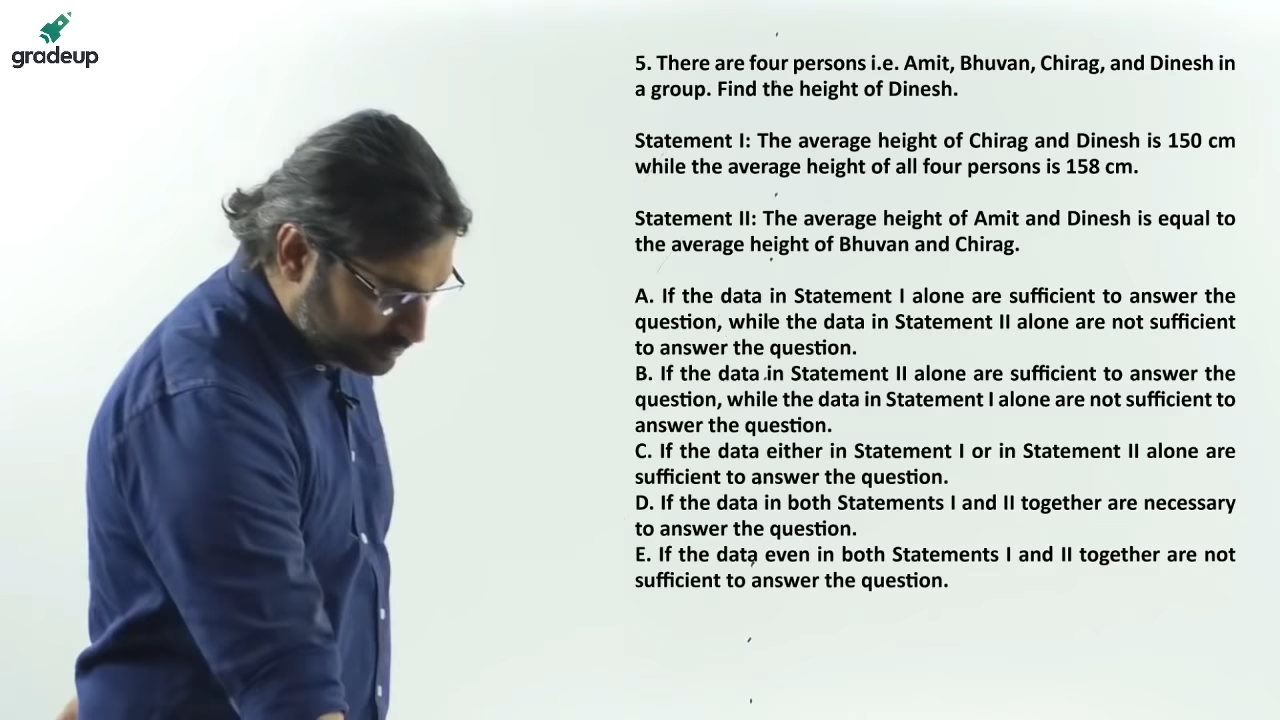 gradeup
5. There are four persons i.e. Amit, Bhuvan, Chirag, and Dinesh in
a group. Find the height of Dinesh.
Statement I: The average height of Chirag and Dinesh is 150 cm
while the average height of all four persons is 158 cm.
Statement II: The average height of Amit and Dinesh is equal to
the average height of Bhuvan and Chirag.
A. If the data in Statement I alone are sufficient to answer the
question, while the data in Statement II alone are not sufficient
to answer the question.
B. If the data in Statement II alone are sufficient to answer the
question, while the data in Statement I alone are not sufficient to
answer the question.
C. If the data either in Statement I or in Statement II alone are
sufficient to answer the question.
D. If the data in both Statements I and II together are necessary
to answer the question.
E. If the data even in both Statements I and II together are not
sufficient to answer the question.